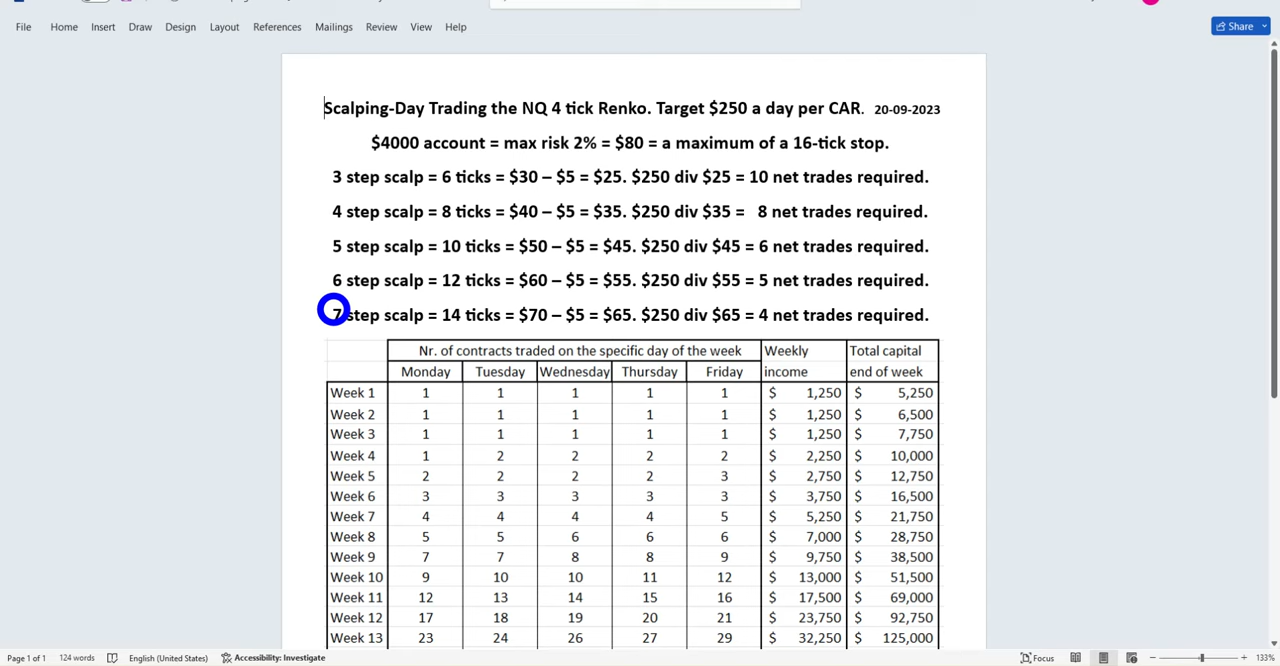 File Home Insert Draw Design Layout References Mailings Review View Help Share
Scalping-Day Trading the NQ 4 tick Renko. Target $250 a day per CAR. 20-09-2023
$4000 account = max risk 2% = $80 = a maximum of a 16-tick stop.
3 step scalp = 6 ticks = $30 – $5 = $25. $250 div $25 = 10 net trades required.
4 step scalp = 8 ticks = $40 – $5 = $35. $250 div $35 = 8 net trades required.
5 step scalp = 10 ticks = $50 – $5 = $45. $250 div $45 = 6 net trades required.
6 step scalp = 12 ticks = $60 – $5 = $55. $250 div $55 = 5 net trades required.
7 step scalp = 14 ticks = $70 – $5 = $65. $250 div $65 = 4 net trades required.
Nr. of contracts traded on the specific day of the week Weekly Total capital
Monday Tuesday Wednesday Thursday Friday income end of week
Week 1 1 1 1 1 1 $ 1,250 $ 5,250
Week 2 1 1 1 1 1 $ 1,250 $ 6,500
Week 3 1 1 1 1 1 $ 1,250 $ 7,750
Week 4 1 2 2 2 2 $ 2,250 $ 10,000
Week 5 2 2 2 2 3 $ 2,750 $ 12,750
Week 6 3 3 3 3 3 $ 3,750 $ 16,500
Week 7 4 4 4 4 5 $ 5,250 $ 21,750
Week 8 5 5 6 6 6 $ 7,000 $ 28,750
Week 9 7 7 8 8 9 $ 9,750 $ 38,500
Week 10 9 10 10 11 12 $ 13,000 $ 51,500
Week 11 12 13 14 15 16 $ 17,500 $ 69,000
Week 12 17 18 19 20 21 $ 23,750 $ 92,750
Week 13 23 24 26 27 29 $ 32,250 $ 125,000
Page 1 of 1 124 words English (United States) Accessibility: Investigate Focus 133%